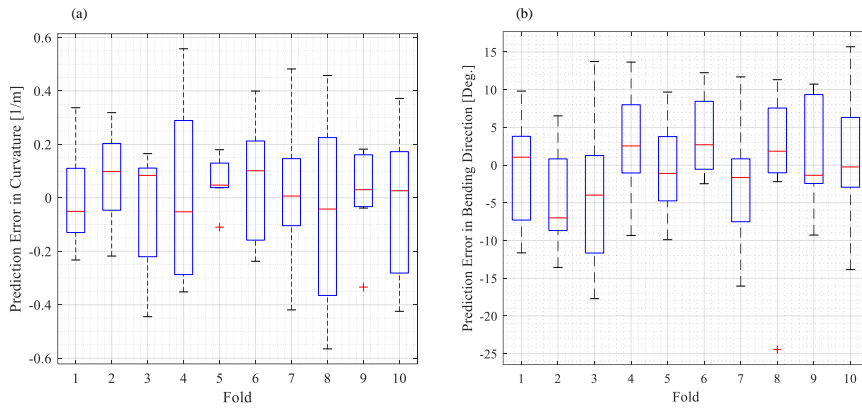 (a)
Prediction Error in Curvature [1/m]
0.6
0.4
0.2
0
-0.2
-0.4
-0.6
1 2 3 4 5 6 7 8 9 10
Fold
(b)
Prediction Error in Bending Direction [Deg.]
15
10
5
0
-5
-10
-15
-20
-25
1 2 3 4 5 6 7 8 9 10
Fold